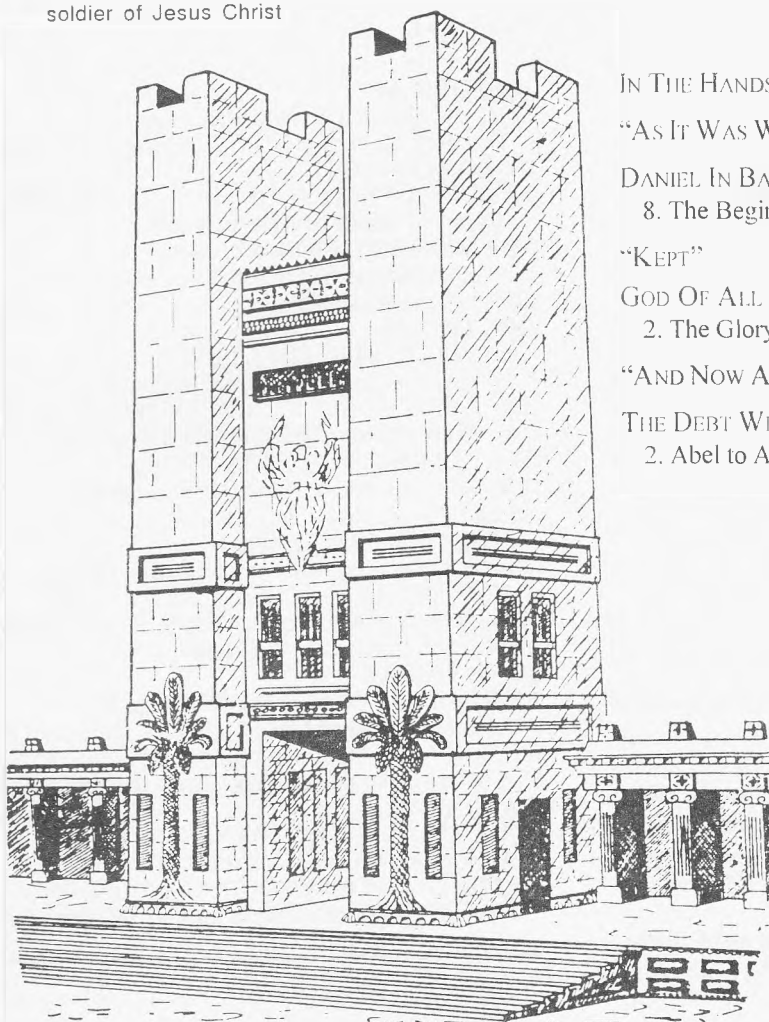 soldier of Jesus Christ
IN THE HANDS
"AS IT WAS W
DANIEL IN BA
8. The Begin
"KEPT"
GOD OF ALL
2. The Glory
"AND NOW A
THE DEBT WE
2. Abel to A